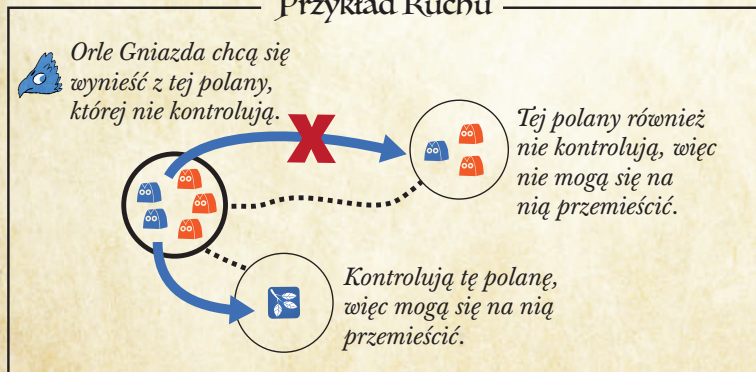 Przykład Ruchu
Orle Gniazda chcą się
wynieść z tej polany,
której nie kontrolują.
Tej polany również
nie kontrolują, więc
nie mogą się na
nią przemieścić.
Kontrolują tę polanę,
więc mogą się na nią
przemieścić.